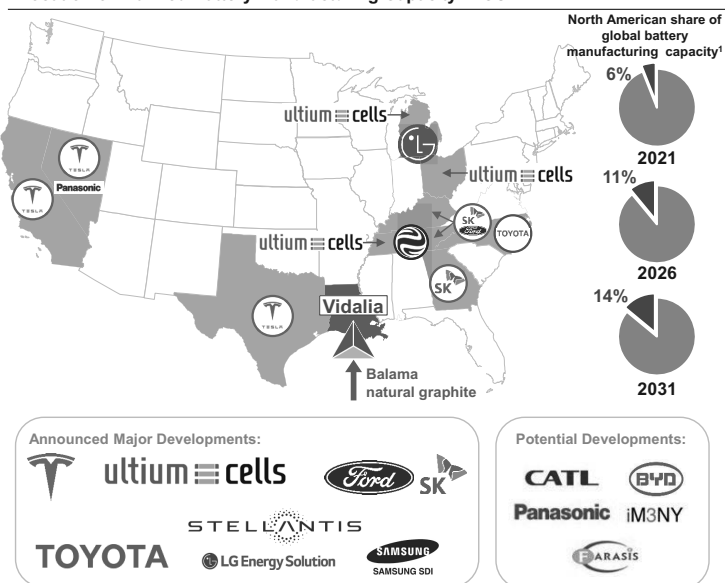 North American share of
global battery
manufacturing capacity1
6%
2021
11%
2026
14%
2031
ultium cells
LG
ultium cells
TESLA
TESLA
Panasonic
SK
Ford
TOYOTA
ultium cells
SK
TESLA
Vidalia
Balama
natural graphite
Announced Major Developments:
ultium cells
Ford
SK
STELLANTIS
TOYOTA
LG Energy Solution
SAMSUNG
SAMSUNG SDI
Potential Developments:
CATL
BYD
Panasonic
iM3NY
FARASIS